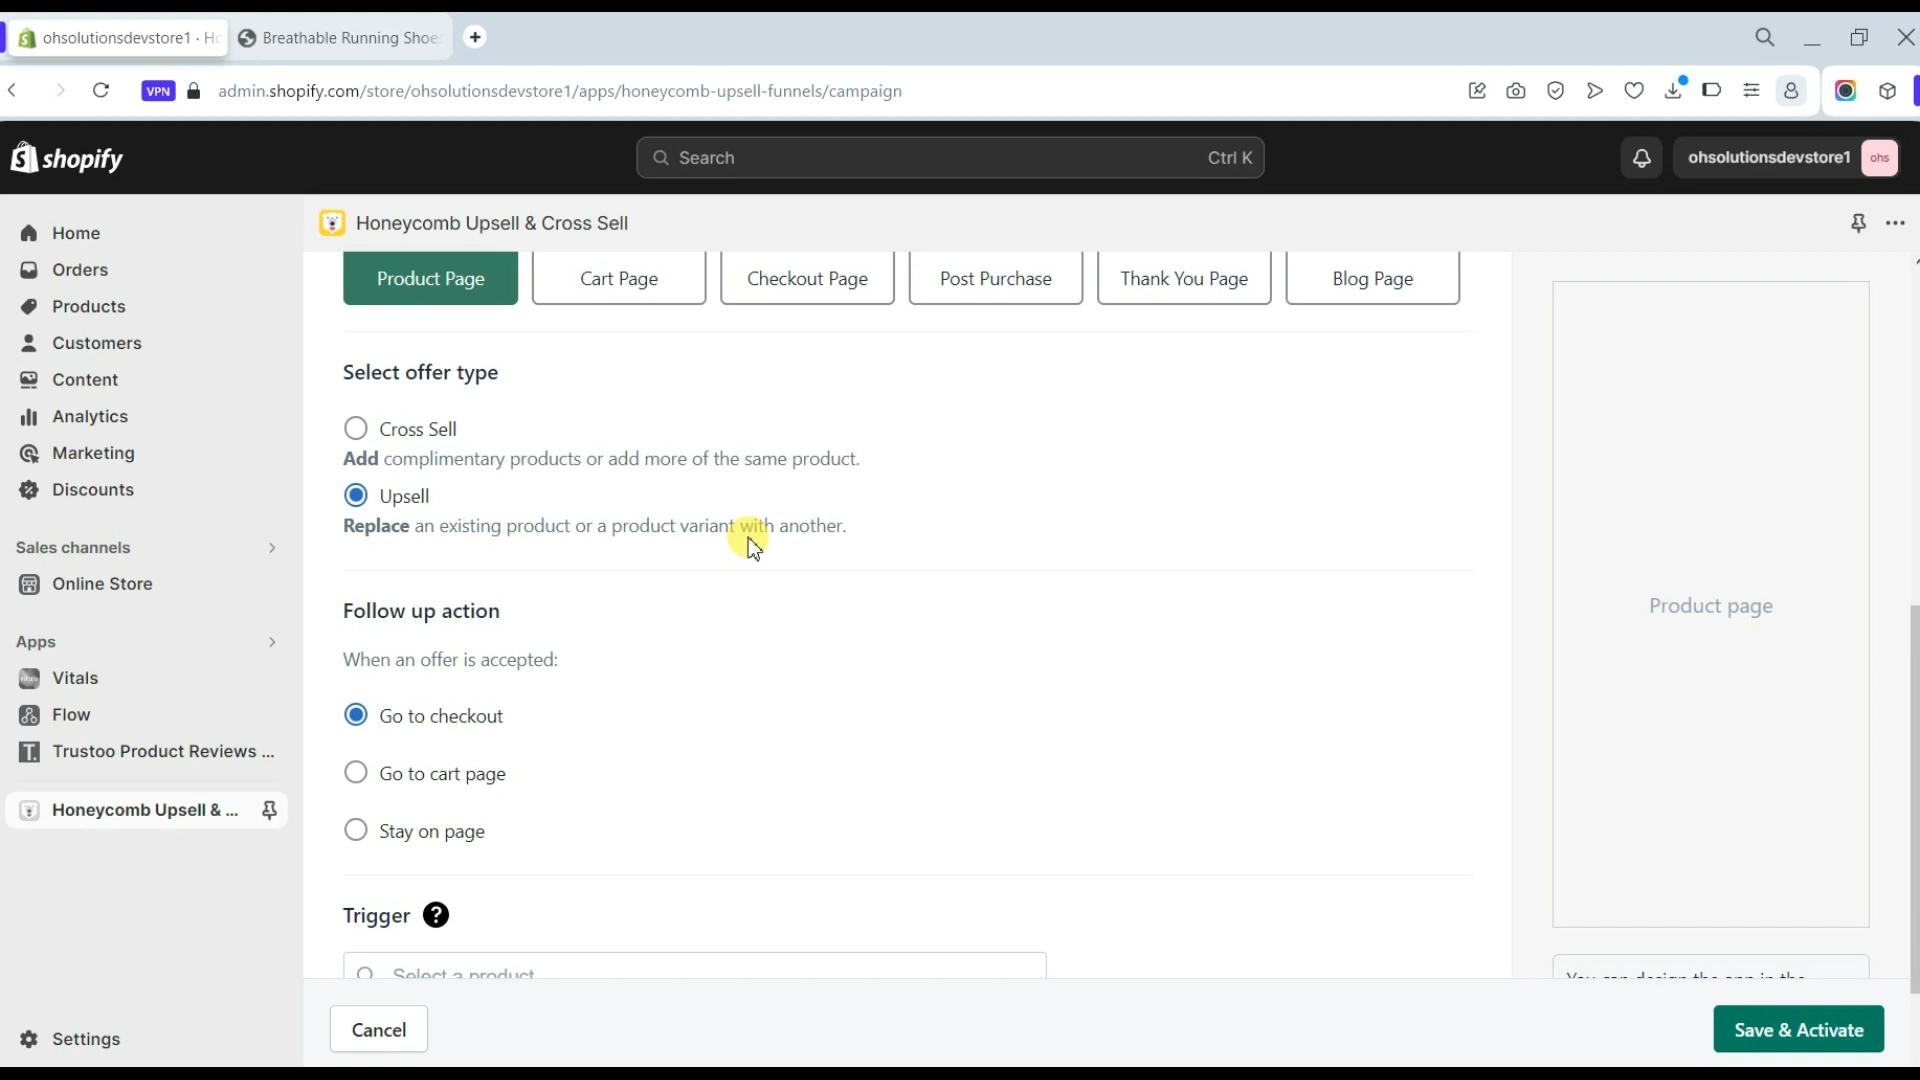 ohsolutionsdevstore1 · Ho
Breathable Running Shoes
VPN
admin.shopify.com/store/ohsolutionsdevstore1/apps/honeycomb-upsell-funnels/campaign
shopify
Search
Ctrl K
ohsolutionsdevstore1
ohs
Home
Orders
Products
Customers
Content
Analytics
Marketing
Discounts
Sales channels
Online Store
Apps
Vitals
Flow
Trustoo Product Reviews ...
Honeycomb Upsell & ...
Settings
Honeycomb Upsell & Cross Sell
Product Page
Cart Page
Checkout Page
Post Purchase
Thank You Page
Blog Page
Select offer type
Cross Sell
Add complimentary products or add more of the same product.
Upsell
Replace an existing product or a product variant with another.
Follow up action
When an offer is accepted:
Go to checkout
Go to cart page
Stay on page
Trigger ?
Select a product
Product page
You can design the app in the
Cancel
Save & Activate